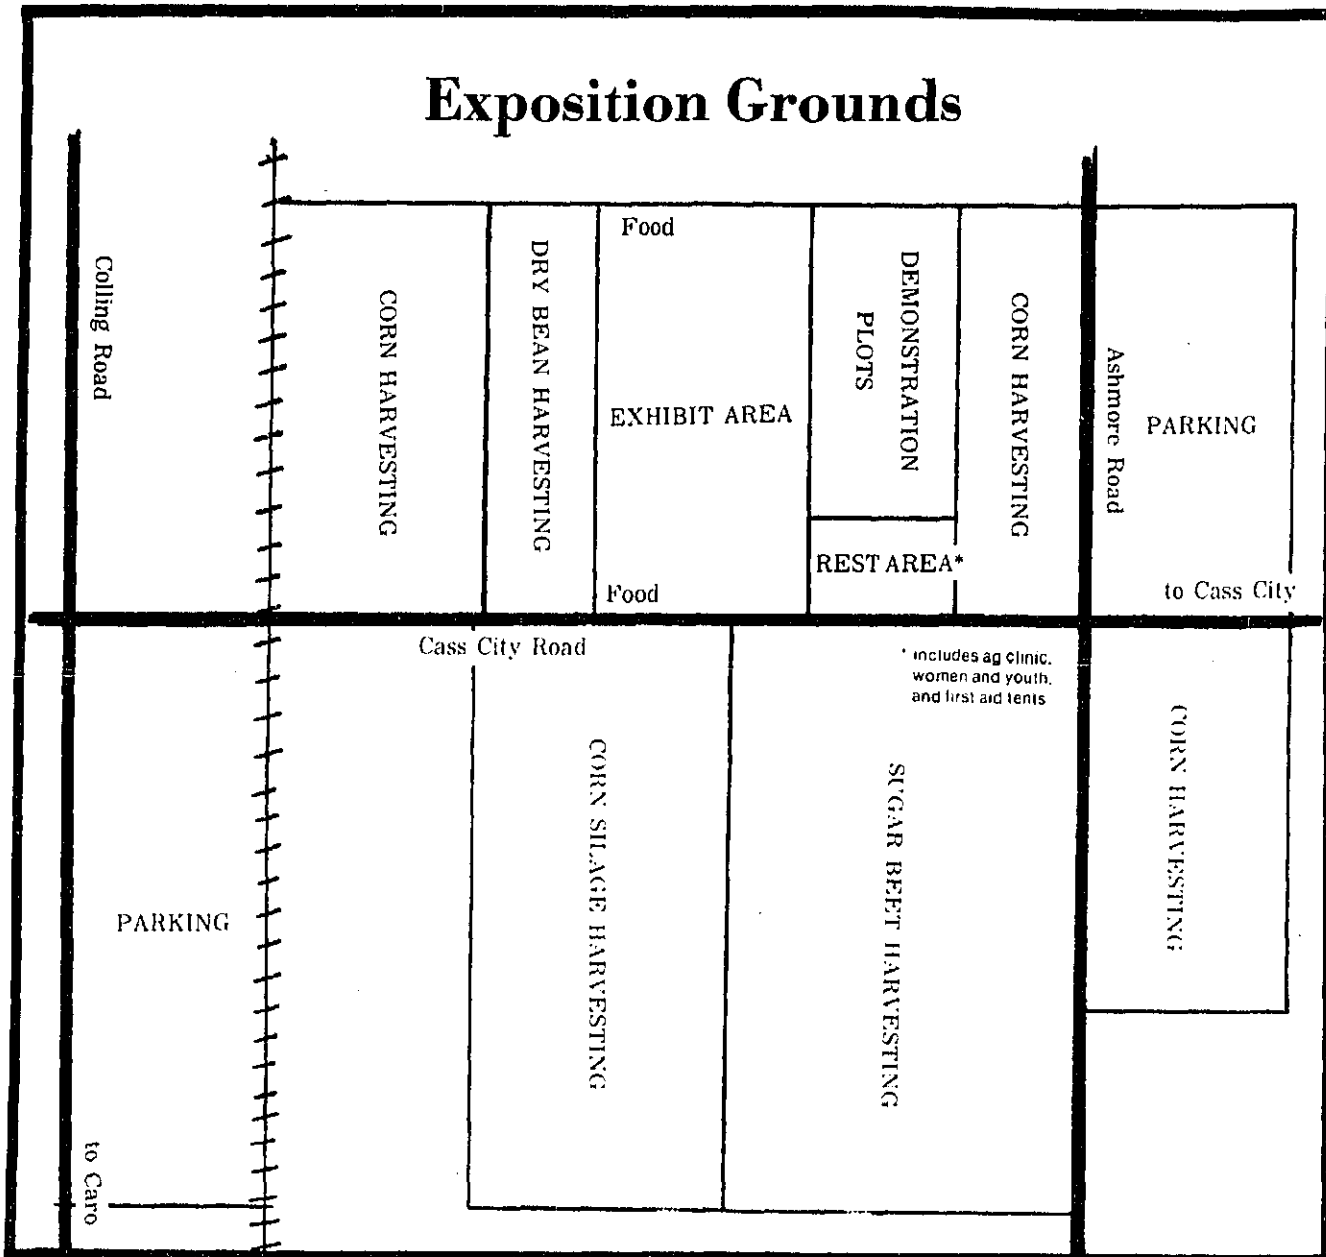 Exposition Grounds
Colling Road
CORN HARVESTING
DRY BEAN HARVESTING
Food
EXHIBIT AREA
Food
DEMONSTRATION
PLOTS
REST AREA*
CORN HARVESTING
Ashmore Road
PARKING
to Cass City
Cass City Road
* includes ag clinic,
women and youth,
and first aid tents
PARKING
to Caro
CORN SILAGE HARVESTING
SUGAR BEET HARVESTING
CORN HARVESTING